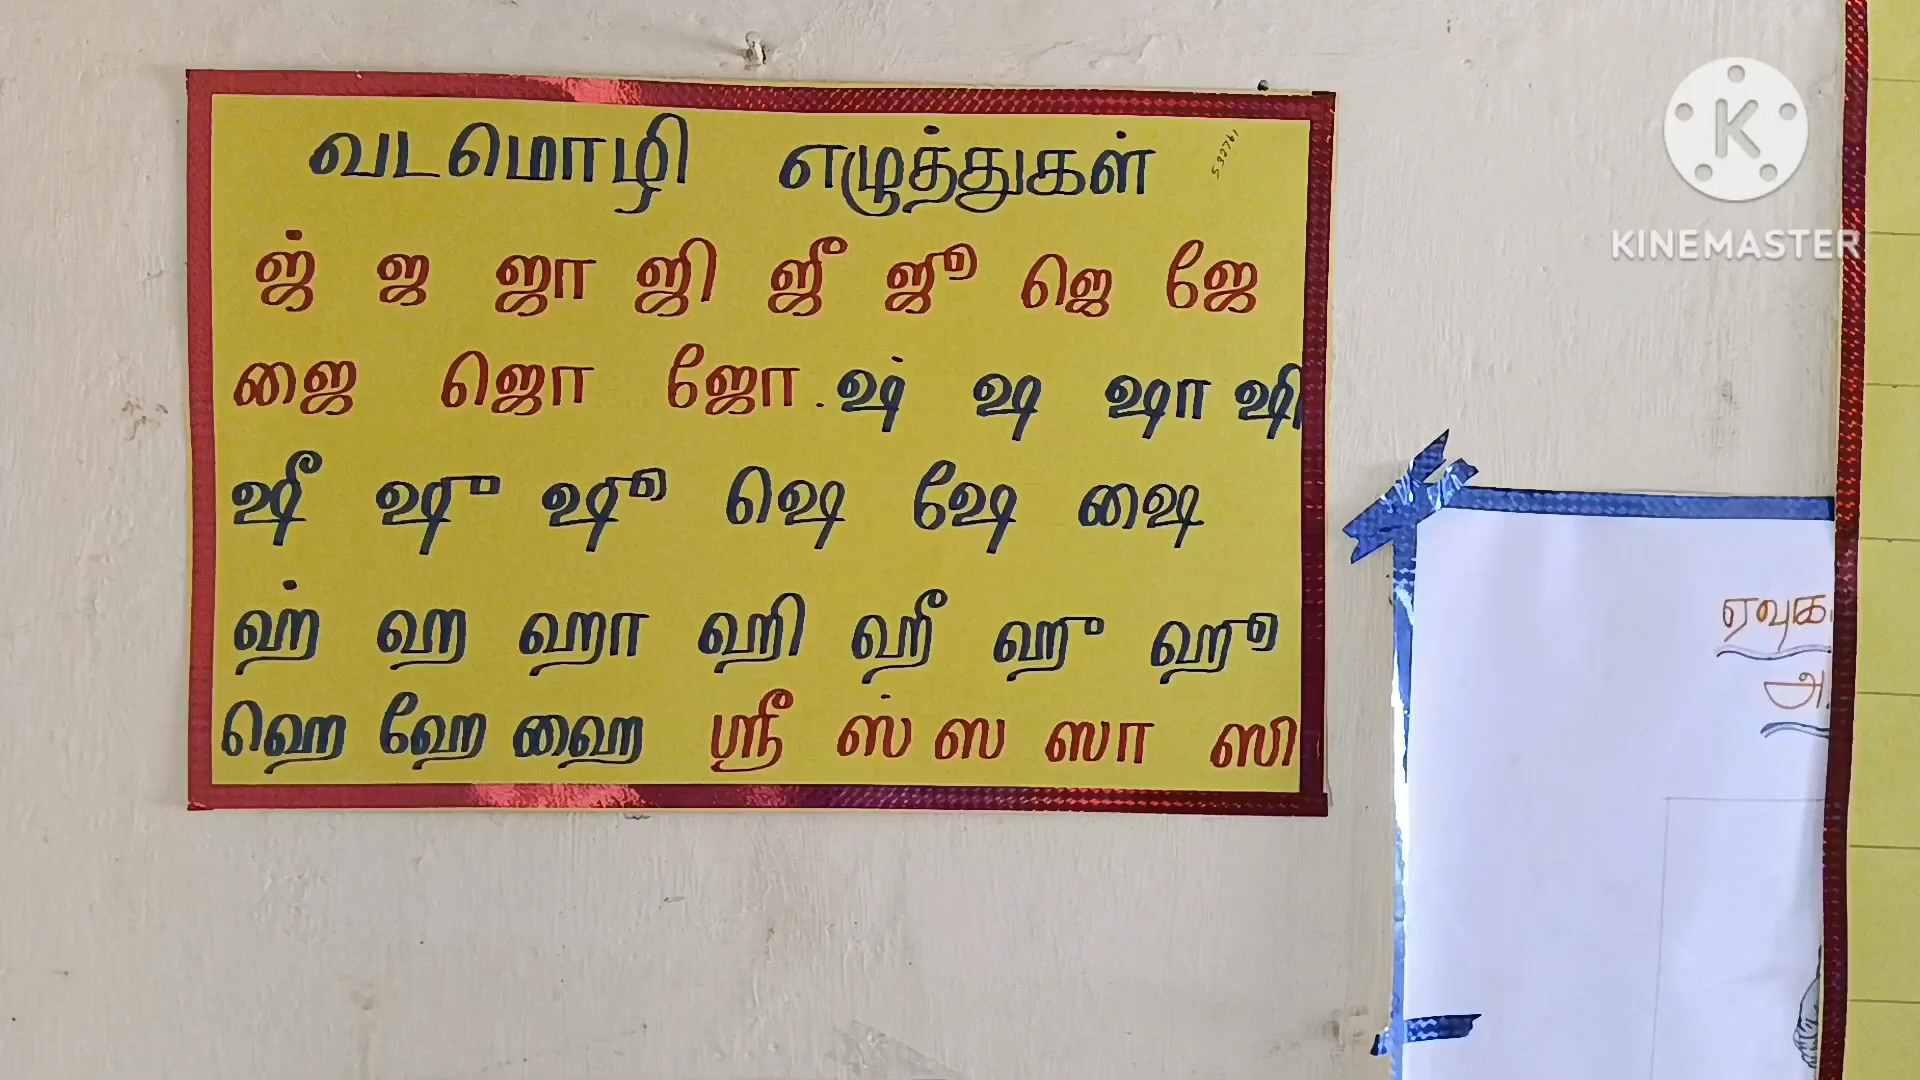 வடமொழி எழுத்துகள்
ஜ் ஜ ஜா ஜி ஜீ ஜூ ஜெ ஜே
ஜை ஜொ ஜோ . ஷ் ஷ ஷா ஷி
ஷீ ஷு ஷூ ஷெ ஷே ஷை
ஹ் ஹ ஹா ஹி ஹீ ஹு ஹூ
ஹெ ஹே ஹை ஸ்ரீ ஸ் ஸ ஸா ஸி
KINEMASTER